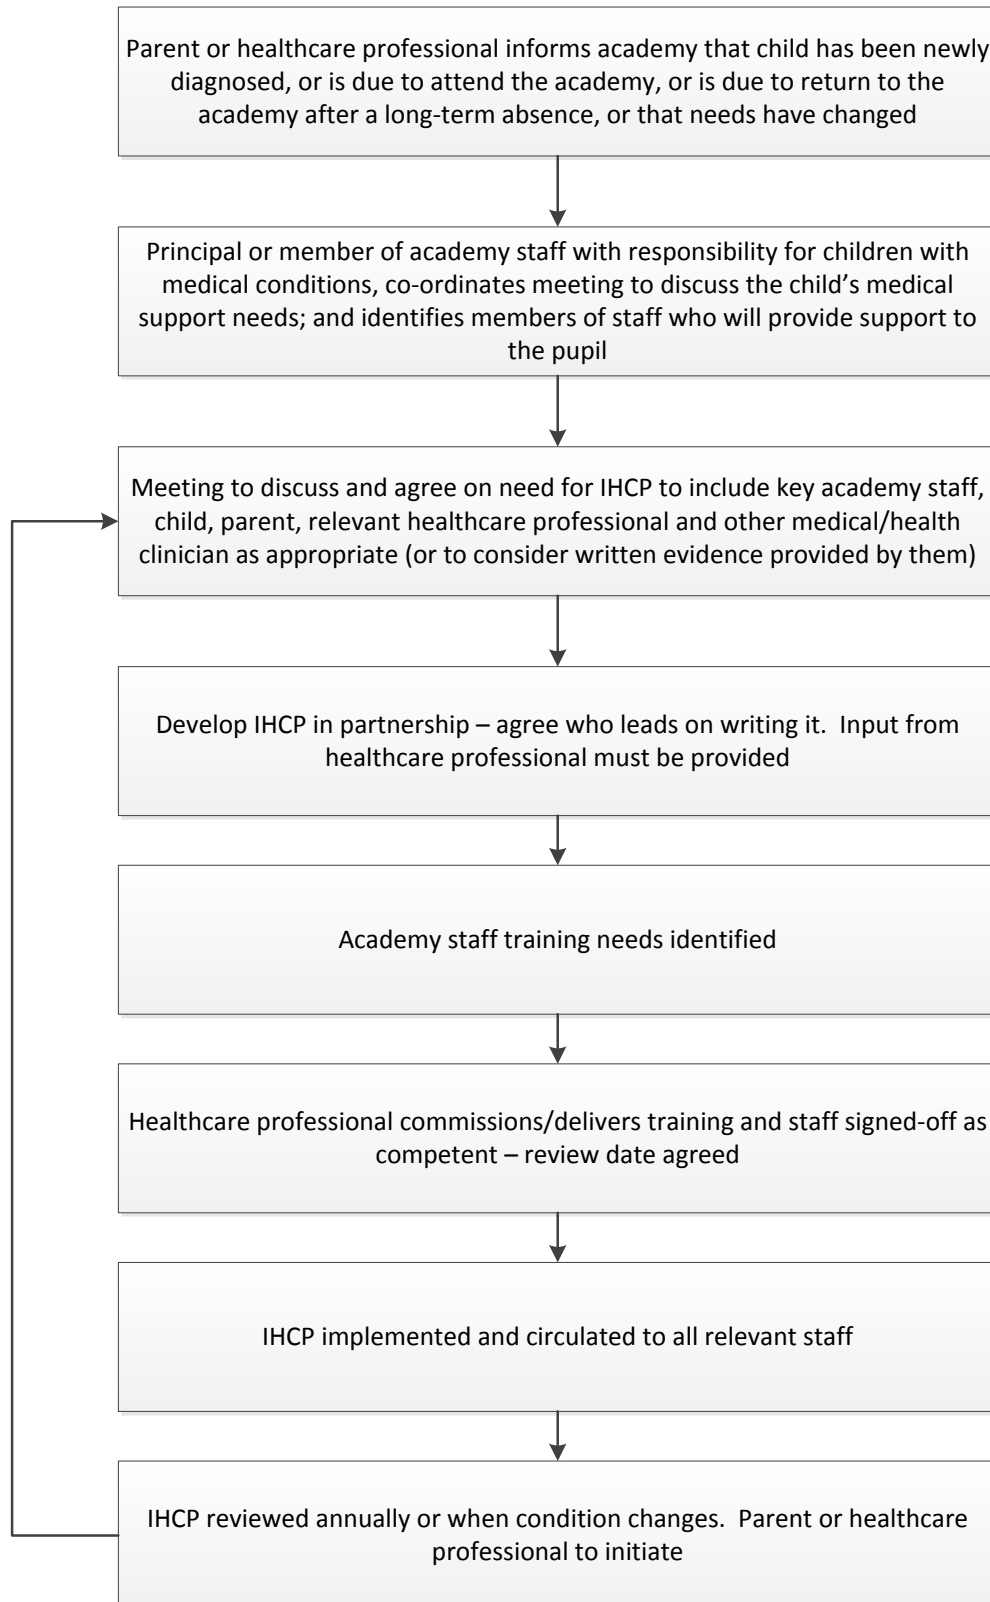 Parent or healthcare professional informs academy that child has been newly
diagnosed, or is due to attend the academy, or is due to return to the
academy after a long-term absence, or that needs have changed
Principal or member of academy staff with responsibility for children with
medical conditions, co-ordinates meeting to discuss the child’s medical
support needs; and identifies members of staff who will provide support to
the pupil
Meeting to discuss and agree on need for IHCP to include key academy staff,
child, parent, relevant healthcare professional and other medical/health
clinician as appropriate (or to consider written evidence provided by them)
Develop IHCP in partnership – agree who leads on writing it.  Input from
healthcare professional must be provided
Academy staff training needs identified
Healthcare professional commissions/delivers training and staff signed-off as
competent – review date agreed
IHCP implemented and circulated to all relevant staff
IHCP reviewed annually or when condition changes.  Parent or healthcare
professional to initiate